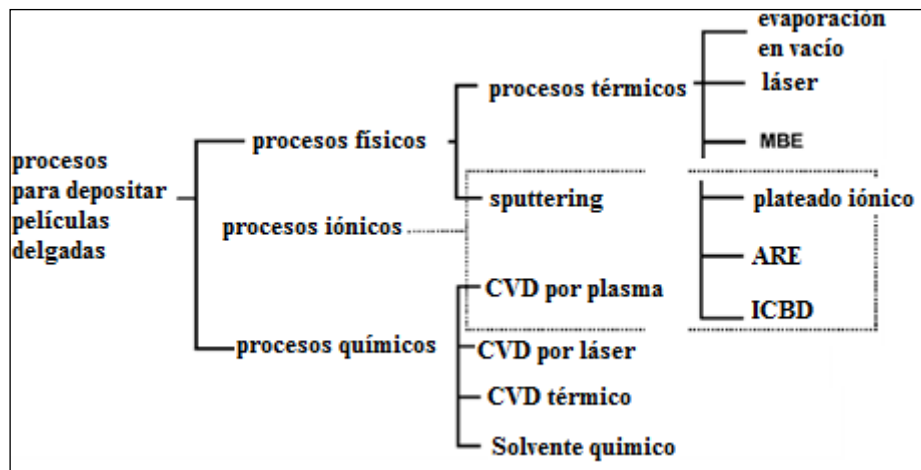 procesos
para depositar
películas
delgadas
procesos físicos
procesos iónicos
procesos químicos
procesos térmicos
sputtering
CVD por plasma
CVD por láser
CVD térmico
Solvente quimico
evaporación
en vacío
láser
MBE
plateado iónico
ARE
ICBD